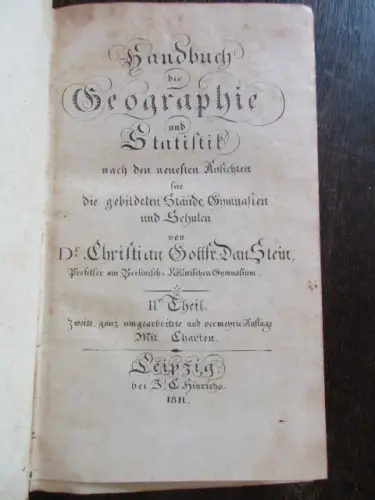 Handbuch
der
Geographie
und
Statistik
nach den neuesten Ansichten
für
die gebildeten Stände, Gymnasien
und Schulen
von
Dr. Christian Gottfr. Dan. Stein,
Professor am Berlinisch-Kölnischen Gymnasium.
IIr. Theil.
Zweite, ganz umgearbeitete und vermehrte Auflage
Mit Charten.
Leipzig:
bei J. C. Hinrichs.
1811.